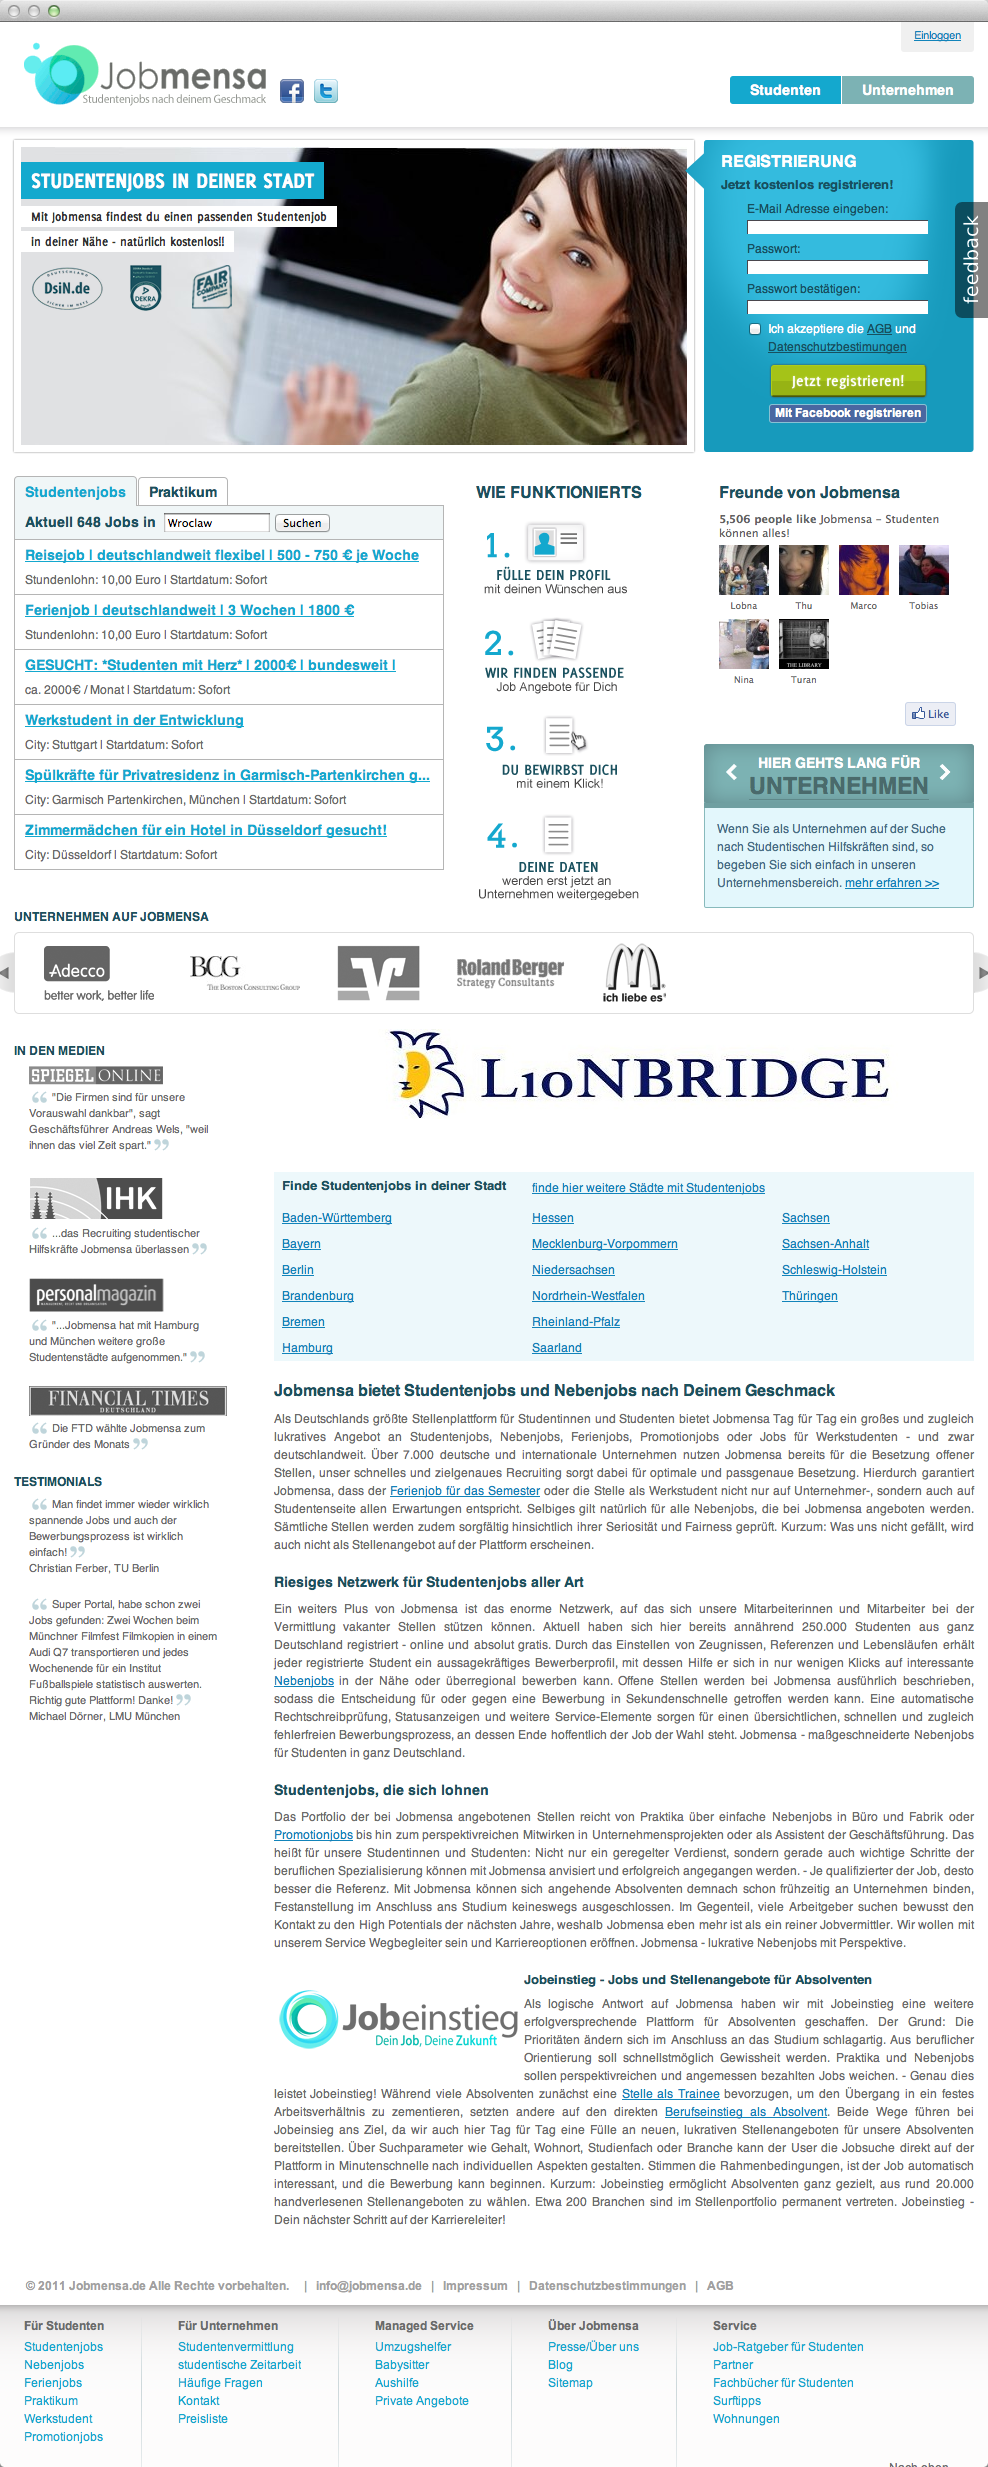 Einloggen
Jobmensa
Studentenjobs nach deinem Geschmack
Studenten
Unternehmen
STUDENTENJOBS IN DEINER STADT
Mit Jobmensa findest du einen passenden Studentenjob
in deiner Nähe - natürlich kostenlos!!
DsiN.de
DEKRA
FAIR COMPANY
REGISTRIERUNG
Jetzt kostenlos registrieren!
E-Mail Adresse eingeben:
Passwort:
Passwort bestätigen:
Ich akzeptiere die AGB und
Datenschutzbestimungen
Jetzt registrieren!
Mit Facebook registrieren
feedback
Studentenjobs
Praktikum
Aktuell 648 Jobs in Wroclaw Suchen
Reisejob | deutschlandweit flexibel | 500 - 750 € je Woche
Stundenlohn: 10,00 Euro | Startdatum: Sofort
Ferienjob | deutschlandweit | 3 Wochen | 1800 €
Stundenlohn: 10,00 Euro | Startdatum: Sofort
GESUCHT: *Studenten mit Herz* | 2000€ | bundesweit |
ca. 2000€ / Monat | Startdatum: Sofort
Werkstudent in der Entwicklung
City: Stuttgart | Startdatum: Sofort
Spülkräfte für Privatresidenz in Garmisch-Partenkirchen g...
City: Garmisch Partenkirchen, München | Startdatum: Sofort
Zimmermädchen für ein Hotel in Düsseldorf gesucht!
City: Düsseldorf | Startdatum: Sofort
WIE FUNKTIONIERTS
1.
FÜLLE DEIN PROFIL
mit deinen Wünschen aus
2.
WIR FINDEN PASSENDE
Job Angebote für Dich
3.
DU BEWIRBST DICH
mit einem Klick!
4.
DEINE DATEN
werden erst jetzt an
Unternehmen weitergegeben
Freunde von Jobmensa
5,506 people like Jobmensa – Studenten
können alles!
Lobna Thu Marco Tobias
THE LIBRARY
Nina Turan
Like
HIER GEHTS LANG FÜR
UNTERNEHMEN
Wenn Sie als Unternehmen auf der Suche
nach Studentischen Hilfskräften sind, so
begeben Sie sich einfach in unseren
Unternehmensbereich. mehr erfahren >>
UNTERNEHMEN AUF JOBMENSA
Adecco
better work, better life
BCG
THE BOSTON CONSULTING GROUP
Roland Berger
Strategy Consultants
ich liebe es®
IN DEN MEDIEN
SPIEGEL ONLINE
"Die Firmen sind für unsere
Vorauswahl dankbar", sagt
Geschäftsführer Andreas Wels, "weil
ihnen das viel Zeit spart."
IHK
...das Recruiting studentischer
Hilfskräfte Jobmensa überlassen
personalmagazin
"...Jobmensa hat mit Hamburg
und München weitere große
Studentenstädte aufgenommen."
FINANCIAL TIMES
DEUTSCHLAND
Die FTD wählte Jobmensa zum
Gründer des Monats
TESTIMONIALS
Man findet immer wieder wirklich
spannende Jobs und auch der
Bewerbungsprozess ist wirklich
einfach!
Christian Ferber, TU Berlin
Super Portal, habe schon zwei
Jobs gefunden: Zwei Wochen beim
Münchner Filmfest Filmkopien in einem
Audi Q7 transportieren und jedes
Wochenende für ein Institut
Fußballspiele statistisch auswerten.
Richtig gute Plattform! Danke!
Michael Dörner, LMU München
L10NBRIDGE
Finde Studentenjobs in deiner Stadt
finde hier weitere Städte mit Studentenjobs
Baden-Württemberg Hessen Sachsen
Bayern Mecklenburg-Vorpommern Sachsen-Anhalt
Berlin Niedersachsen Schleswig-Holstein
Brandenburg Nordrhein-Westfalen Thüringen
Bremen Rheinland-Pfalz
Hamburg Saarland
Jobmensa bietet Studentenjobs und Nebenjobs nach Deinem Geschmack
Als Deutschlands größte Stellenplattform für Studentinnen und Studenten bietet Jobmensa Tag für Tag ein großes und zugleich
lukratives Angebot an Studentenjobs, Nebenjobs, Ferienjobs, Promotionjobs oder Jobs für Werkstudenten - und zwar
deutschlandweit. Über 7.000 deutsche und internationale Unternehmen nutzen Jobmensa bereits für die Besetzung offener
Stellen, unser schnelles und zielgenaues Recruiting sorgt dabei für optimale und passgenaue Besetzung. Hierdurch garantiert
Jobmensa, dass der Ferienjob für das Semester oder die Stelle als Werkstudent nicht nur auf Unternehmer-, sondern auch auf
Studentenseite allen Erwartungen entspricht. Selbiges gilt natürlich für alle Nebenjobs, die bei Jobmensa angeboten werden.
Sämtliche Stellen werden zudem sorgfältig hinsichtlich ihrer Seriosität und Fairness geprüft. Kurzum: Was uns nicht gefällt, wird
auch nicht als Stellenangebot auf der Plattform erscheinen.
Riesiges Netzwerk für Studentenjobs aller Art
Ein weiters Plus von Jobmensa ist das enorme Netzwerk, auf das sich unsere Mitarbeiterinnen und Mitarbeiter bei der
Vermittlung vakanter Stellen stützen können. Aktuell haben sich hier bereits annährend 250.000 Studenten aus ganz
Deutschland registriert - online und absolut gratis. Durch das Einstellen von Zeugnissen, Referenzen und Lebensläufen erhält
jeder registrierte Student ein aussagekräftiges Bewerberprofil, mit dessen Hilfe er sich in nur wenigen Klicks auf interessante
Nebenjobs in der Nähe oder überregional bewerben kann. Offene Stellen werden bei Jobmensa ausführlich beschrieben,
sodass die Entscheidung für oder gegen eine Bewerbung in Sekundenschnelle getroffen werden kann. Eine automatische
Rechtschreibprüfung, Statusanzeigen und weitere Service-Elemente sorgen für einen übersichtlichen, schnellen und zugleich
fehlerfreien Bewerbungsprozess, an dessen Ende hoffentlich der Job der Wahl steht. Jobmensa - maßgeschneiderte Nebenjobs
für Studenten in ganz Deutschland.
Studentenjobs, die sich lohnen
Das Portfolio der bei Jobmensa angebotenen Stellen reicht von Praktika über einfache Nebenjobs in Büro und Fabrik oder
Promotionjobs bis hin zum perspektivreichen Mitwirken in Unternehmensprojekten oder als Assistent der Geschäftsführung. Das
heißt für unsere Studentinnen und Studenten: Nicht nur ein geregelter Verdienst, sondern gerade auch wichtige Schritte der
beruflichen Spezialisierung können mit Jobmensa anvisiert und erfolgreich angegangen werden. - Je qualifizierter der Job, desto
besser die Referenz. Mit Jobmensa können sich angehende Absolventen demnach schon frühzeitig an Unternehmen binden,
Festanstellung im Anschluss ans Studium keineswegs ausgeschlossen. Im Gegenteil, viele Arbeitgeber suchen bewusst den
Kontakt zu den High Potentials der nächsten Jahre, weshalb Jobmensa eben mehr ist als ein reiner Jobvermittler. Wir wollen mit
unserem Service Wegbegleiter sein und Karriereoptionen eröffnen. Jobmensa - lukrative Nebenjobs mit Perspektive.
Jobeinstieg
Dein Job, Deine Zukunft
Jobeinstieg - Jobs und Stellenangebote für Absolventen
Als logische Antwort auf Jobmensa haben wir mit Jobeinstieg eine weitere
erfolgversprechende Plattform für Absolventen geschaffen. Der Grund: Die
Prioritäten ändern sich im Anschluss an das Studium schlagartig. Aus beruflicher
Orientierung soll schnellstmöglich Gewissheit werden. Praktika und Nebenjobs
sollen perspektivreichen und angemessen bezahlten Jobs weichen. - Genau dies
leistet Jobeinstieg! Während viele Absolventen zunächst eine Stelle als Trainee bevorzugen, um den Übergang in ein festes
Arbeitsverhältnis zu zementieren, setzten andere auf den direkten Berufseinstieg als Absolvent. Beide Wege führen bei
Jobeinsieg ans Ziel, da wir auch hier Tag für Tag eine Fülle an neuen, lukrativen Stellenangeboten für unsere Absolventen
bereitstellen. Über Suchparameter wie Gehalt, Wohnort, Studienfach oder Branche kann der User die Jobsuche direkt auf der
Plattform in Minutenschnelle nach individuellen Aspekten gestalten. Stimmen die Rahmenbedingungen, ist der Job automatisch
interessant, und die Bewerbung kann beginnen. Kurzum: Jobeinstieg ermöglicht Absolventen ganz gezielt, aus rund 20.000
handverlesenen Stellenangeboten zu wählen. Etwa 200 Branchen sind im Stellenportfolio permanent vertreten. Jobeinstieg -
Dein nächster Schritt auf der Karriereleiter!
© 2011 Jobmensa.de Alle Rechte vorbehalten. | info@jobmensa.de | Impressum | Datenschutzbestimmungen | AGB
Für Studenten
Studentenjobs
Nebenjobs
Ferienjobs
Praktikum
Werkstudent
Promotionjobs
Für Unternehmen
Studentenvermittlung
studentische Zeitarbeit
Häufige Fragen
Kontakt
Preisliste
Managed Service
Umzugshelfer
Babysitter
Aushilfe
Private Angebote
Über Jobmensa
Presse/Über uns
Blog
Sitemap
Service
Job-Ratgeber für Studenten
Partner
Fachbücher für Studenten
Surftipps
Wohnungen
Nach oben